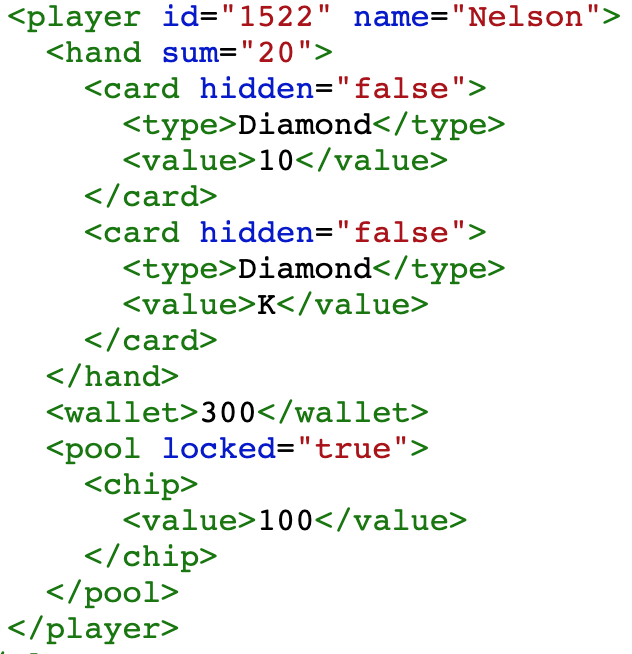 <player id="1522" name="Nelson">
  <hand sum="20">
    <card hidden="false">
      <type>Diamond</type>
      <value>10</value>
    </card>
    <card hidden="false">
      <type>Diamond</type>
      <value>K</value>
    </card>
  </hand>
  <wallet>300</wallet>
  <pool locked="true">
    <chip>
      <value>100</value>
    </chip>
  </pool>
</player>